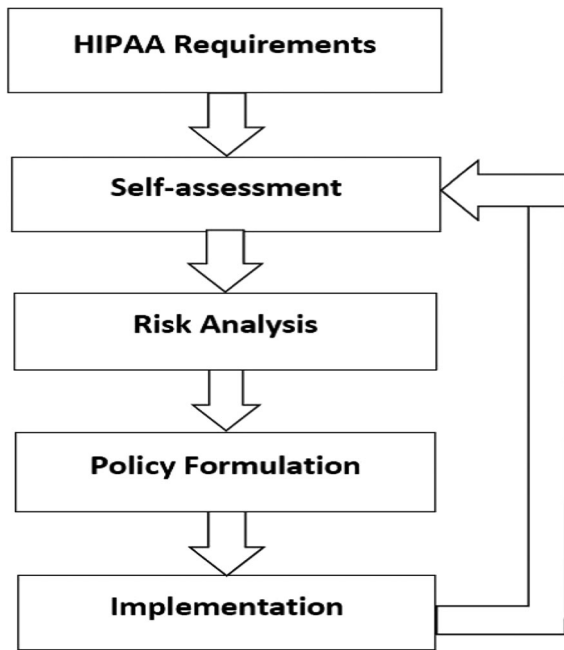 HIPAA Requirements
Self-assessment
Risk Analysis
Policy Formulation
Implementation